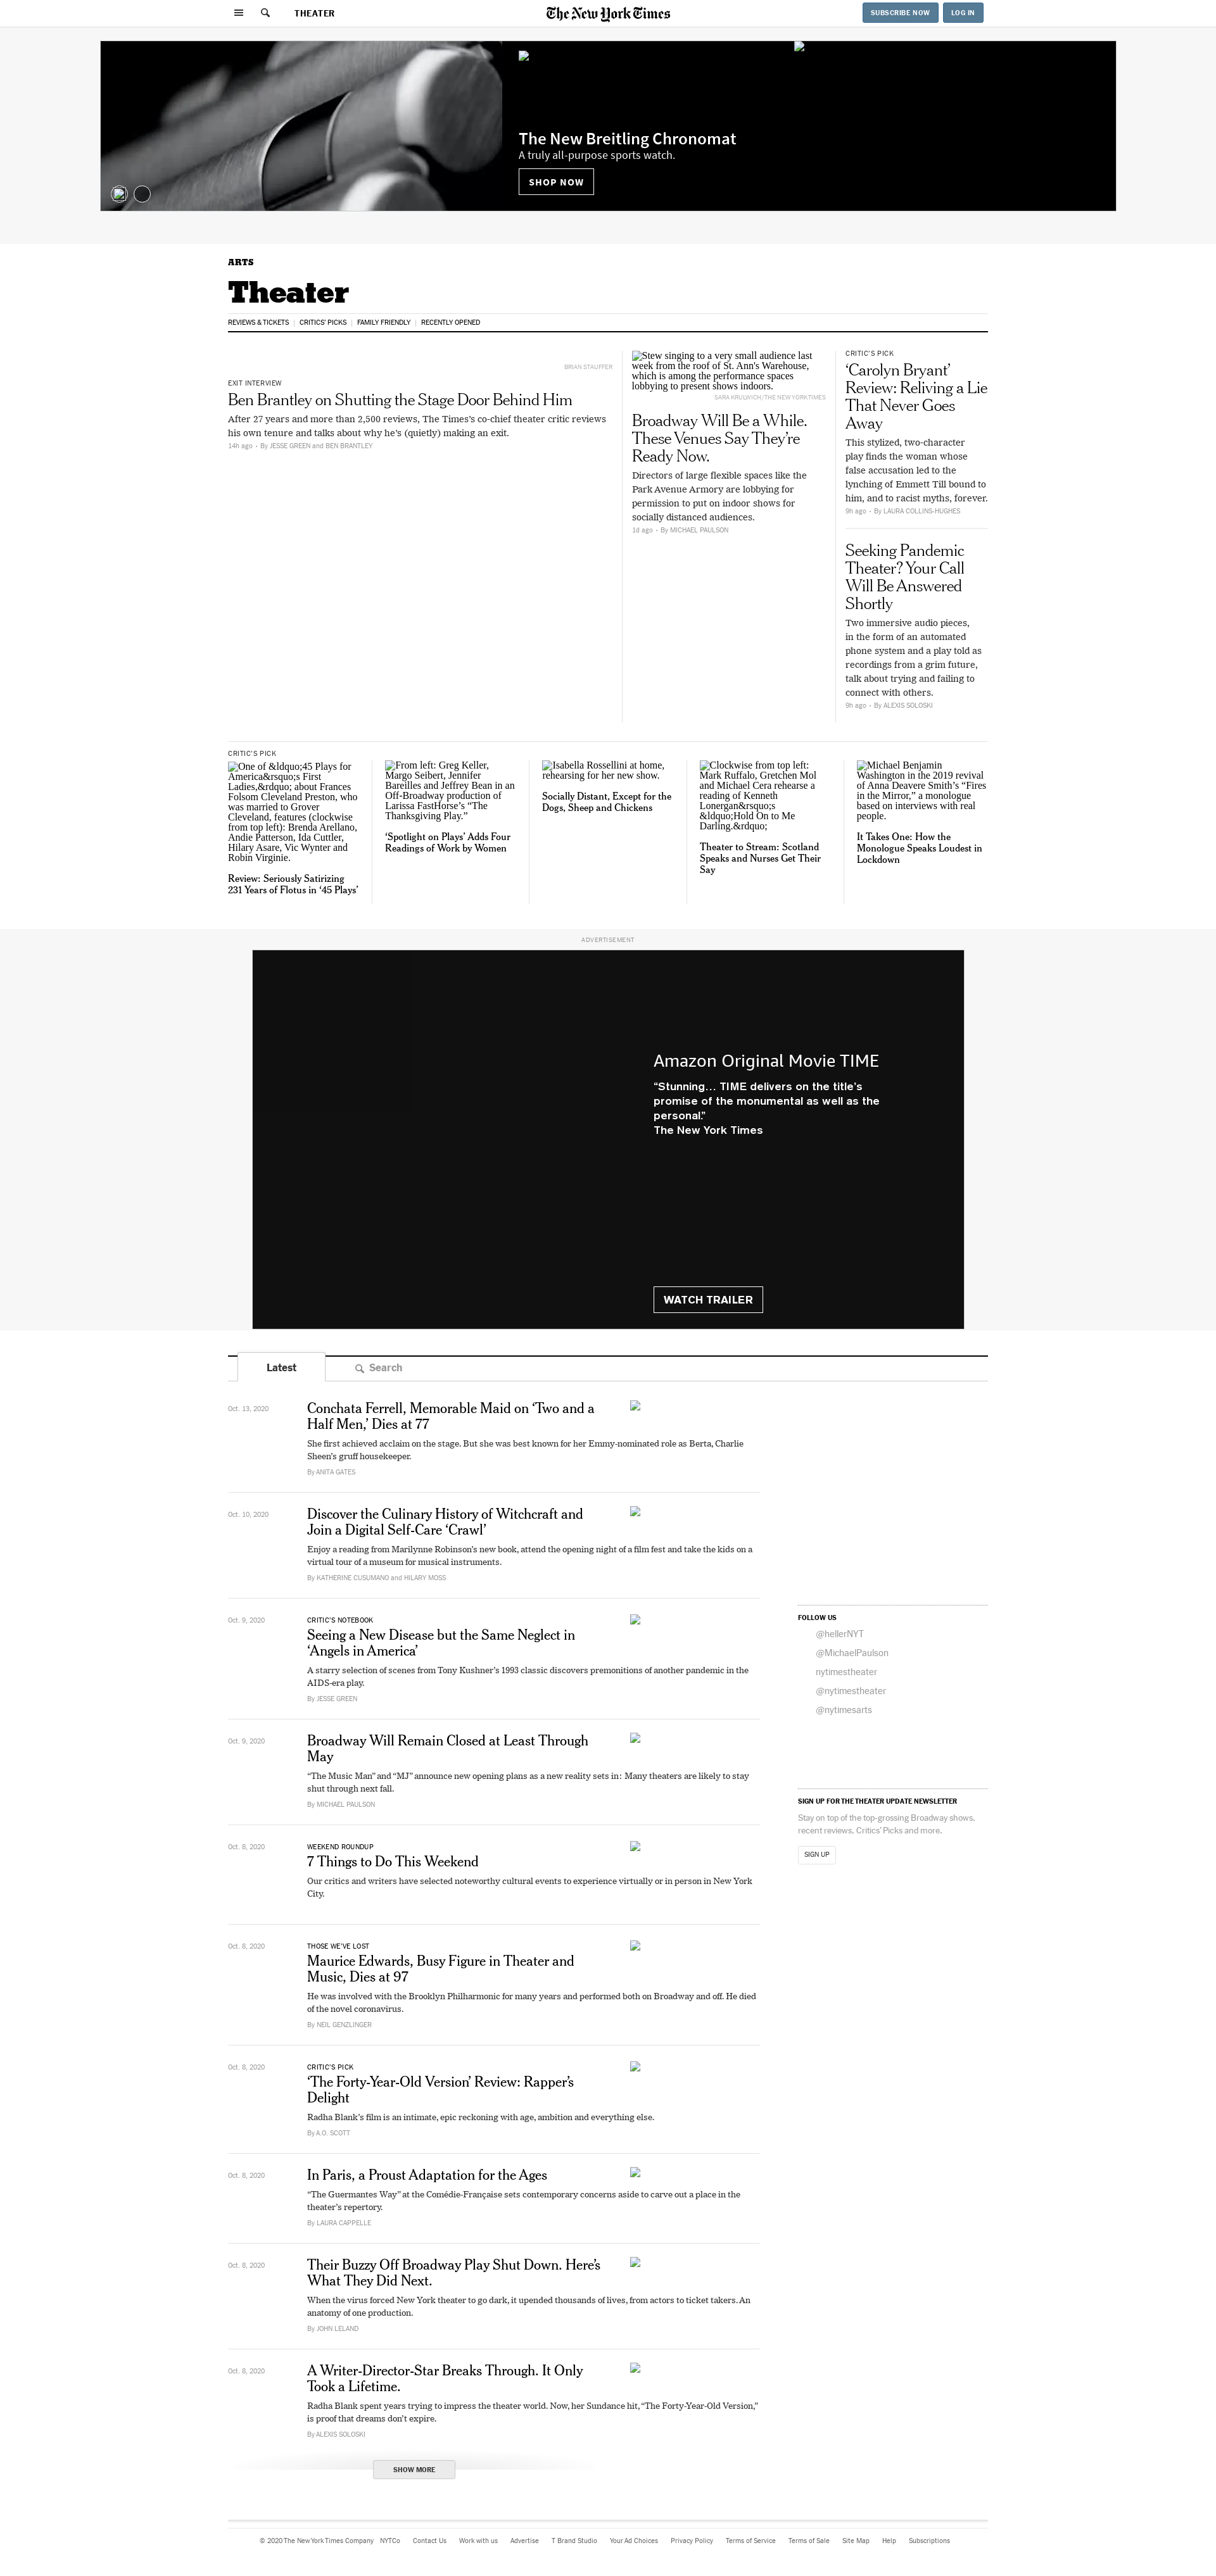 THEATER
The New York Times
SUBSCRIBE NOW
LOG IN
The New Breitling Chronomat
A truly all-purpose sports watch.
SHOP NOW
ARTS
Theater
REVIEWS & TICKETS | CRITICS' PICKS | FAMILY FRIENDLY | RECENTLY OPENED
BRIAN STAUFFER
EXIT INTERVIEW
Ben Brantley on Shutting the Stage Door Behind Him
After 27 years and more than 2,500 reviews, The Times’s co-chief theater critic retires
his own tenure and talks about why he’s (quietly) making an exit.
14h ago • By JESSE GREEN and BEN BRANTLEY
Stew singing to a very small audience last
week from the roof of St. Ann's Warehouse,
which is among the performance spaces
lobbying to present shows indoors.
SARA KRULWICH/THE NEW YORK TIMES
Broadway Will Be a While.
These Venues Say They’re
Ready Now.
Directors of large flexible spaces like the
Park Avenue Armory are lobbying for
permission to put on indoor shows for
socially distanced audiences.
1d ago • By MICHAEL PAULSON
CRITIC’S PICK
‘Carolyn Bryant’
Review: Reliving a Lie
That Never Goes
Away
This stylized, two-character
play finds the woman whose
false accusation led to the
lynching of Emmett Till bound to
him, and to racist myths, forever.
9h ago • By LAURA COLLINS-HUGHES
Seeking Pandemic
Theater? Your Call
Will Be Answered
Shortly
Two immersive audio pieces,
in the form of an automated
phone system and a play told as
recordings from a grim future,
talk about trying and failing to
connect with others.
9h ago • By ALEXIS SOLOSKI
CRITIC’S PICK
One of &ldquo;45 Plays for
America&rsquo;s First
Ladies,&rdquo; about Frances
Folsom Cleveland Preston, who
was married to Grover
Cleveland, features (clockwise
from top left): Brenda Arellano,
Andie Patterson, Ida Cuttler,
Hilary Asare, Vic Wynter and
Robin Virginie.
Review: Seriously Satirizing
231 Years of Flotus in ‘45 Plays’
From left: Greg Keller,
Margo Seibert, Jennifer
Bareilles and Jeffrey Bean in an
Off-Broadway production of
Larissa FastHorse’s “The
Thanksgiving Play.”
‘Spotlight on Plays’ Adds Four
Readings of Work by Women
Isabella Rossellini at home,
rehearsing for her new show.
Socially Distant, Except for the
Dogs, Sheep and Chickens
Clockwise from top left:
Mark Ruffalo, Gretchen Mol
and Michael Cera rehearse a
reading of Kenneth
Lonergan&rsquo;s
&ldquo;Hold On to Me
Darling.&rdquo;
Theater to Stream: Scotland
Speaks and Nurses Get Their
Say
Michael Benjamin
Washington in the 2019 revival
of Anna Deavere Smith’s “Fires
in the Mirror,” a monologue
based on interviews with real
people.
It Takes One: How the
Monologue Speaks Loudest in
Lockdown
ADVERTISEMENT
Amazon Original Movie TIME
“Stunning… TIME delivers on the title’s
promise of the monumental as well as the
personal.”
The New York Times
WATCH TRAILER
Latest
Search
Oct. 13, 2020
Conchata Ferrell, Memorable Maid on ‘Two and a
Half Men,’ Dies at 77
She first achieved acclaim on the stage. But she was best known for her Emmy-nominated role as Berta, Charlie
Sheen’s gruff housekeeper.
By ANITA GATES
Oct. 10, 2020
Discover the Culinary History of Witchcraft and
Join a Digital Self-Care ‘Crawl’
Enjoy a reading from Marilynne Robinson’s new book, attend the opening night of a film fest and take the kids on a
virtual tour of a museum for musical instruments.
By KATHERINE CUSUMANO and HILARY MOSS
Oct. 9, 2020
CRITIC’S NOTEBOOK
Seeing a New Disease but the Same Neglect in
‘Angels in America’
A starry selection of scenes from Tony Kushner’s 1993 classic discovers premonitions of another pandemic in the
AIDS-era play.
By JESSE GREEN
Oct. 9, 2020
Broadway Will Remain Closed at Least Through
May
“The Music Man” and “MJ” announce new opening plans as a new reality sets in: Many theaters are likely to stay
shut through next fall.
By MICHAEL PAULSON
Oct. 8, 2020
WEEKEND ROUNDUP
7 Things to Do This Weekend
Our critics and writers have selected noteworthy cultural events to experience virtually or in person in New York
City.
Oct. 8, 2020
THOSE WE’VE LOST
Maurice Edwards, Busy Figure in Theater and
Music, Dies at 97
He was involved with the Brooklyn Philharmonic for many years and performed both on Broadway and off. He died
of the novel coronavirus.
By NEIL GENZLINGER
Oct. 8, 2020
CRITIC’S PICK
‘The Forty-Year-Old Version’ Review: Rapper’s
Delight
Radha Blank’s film is an intimate, epic reckoning with age, ambition and everything else.
By A.O. SCOTT
Oct. 8, 2020
In Paris, a Proust Adaptation for the Ages
“The Guermantes Way” at the Comédie-Française sets contemporary concerns aside to carve out a place in the
theater’s repertory.
By LAURA CAPPELLE
Oct. 8, 2020
Their Buzzy Off Broadway Play Shut Down. Here’s
What They Did Next.
When the virus forced New York theater to go dark, it upended thousands of lives, from actors to ticket takers. An
anatomy of one production.
By JOHN LELAND
Oct. 8, 2020
A Writer-Director-Star Breaks Through. It Only
Took a Lifetime.
Radha Blank spent years trying to impress the theater world. Now, her Sundance hit, “The Forty-Year-Old Version,”
is proof that dreams don’t expire.
By ALEXIS SOLOSKI
SHOW MORE
FOLLOW US
@hellerNYT
@MichaelPaulson
nytimestheater
@nytimestheater
@nytimesarts
SIGN UP FOR THE THEATER UPDATE NEWSLETTER
Stay on top of the top-grossing Broadway shows,
recent reviews, Critics’ Picks and more.
SIGN UP
© 2020 The New York Times Company NYTCo Contact Us Work with us Advertise T Brand Studio Your Ad Choices Privacy Policy Terms of Service Terms of Sale Site Map Help Subscriptions